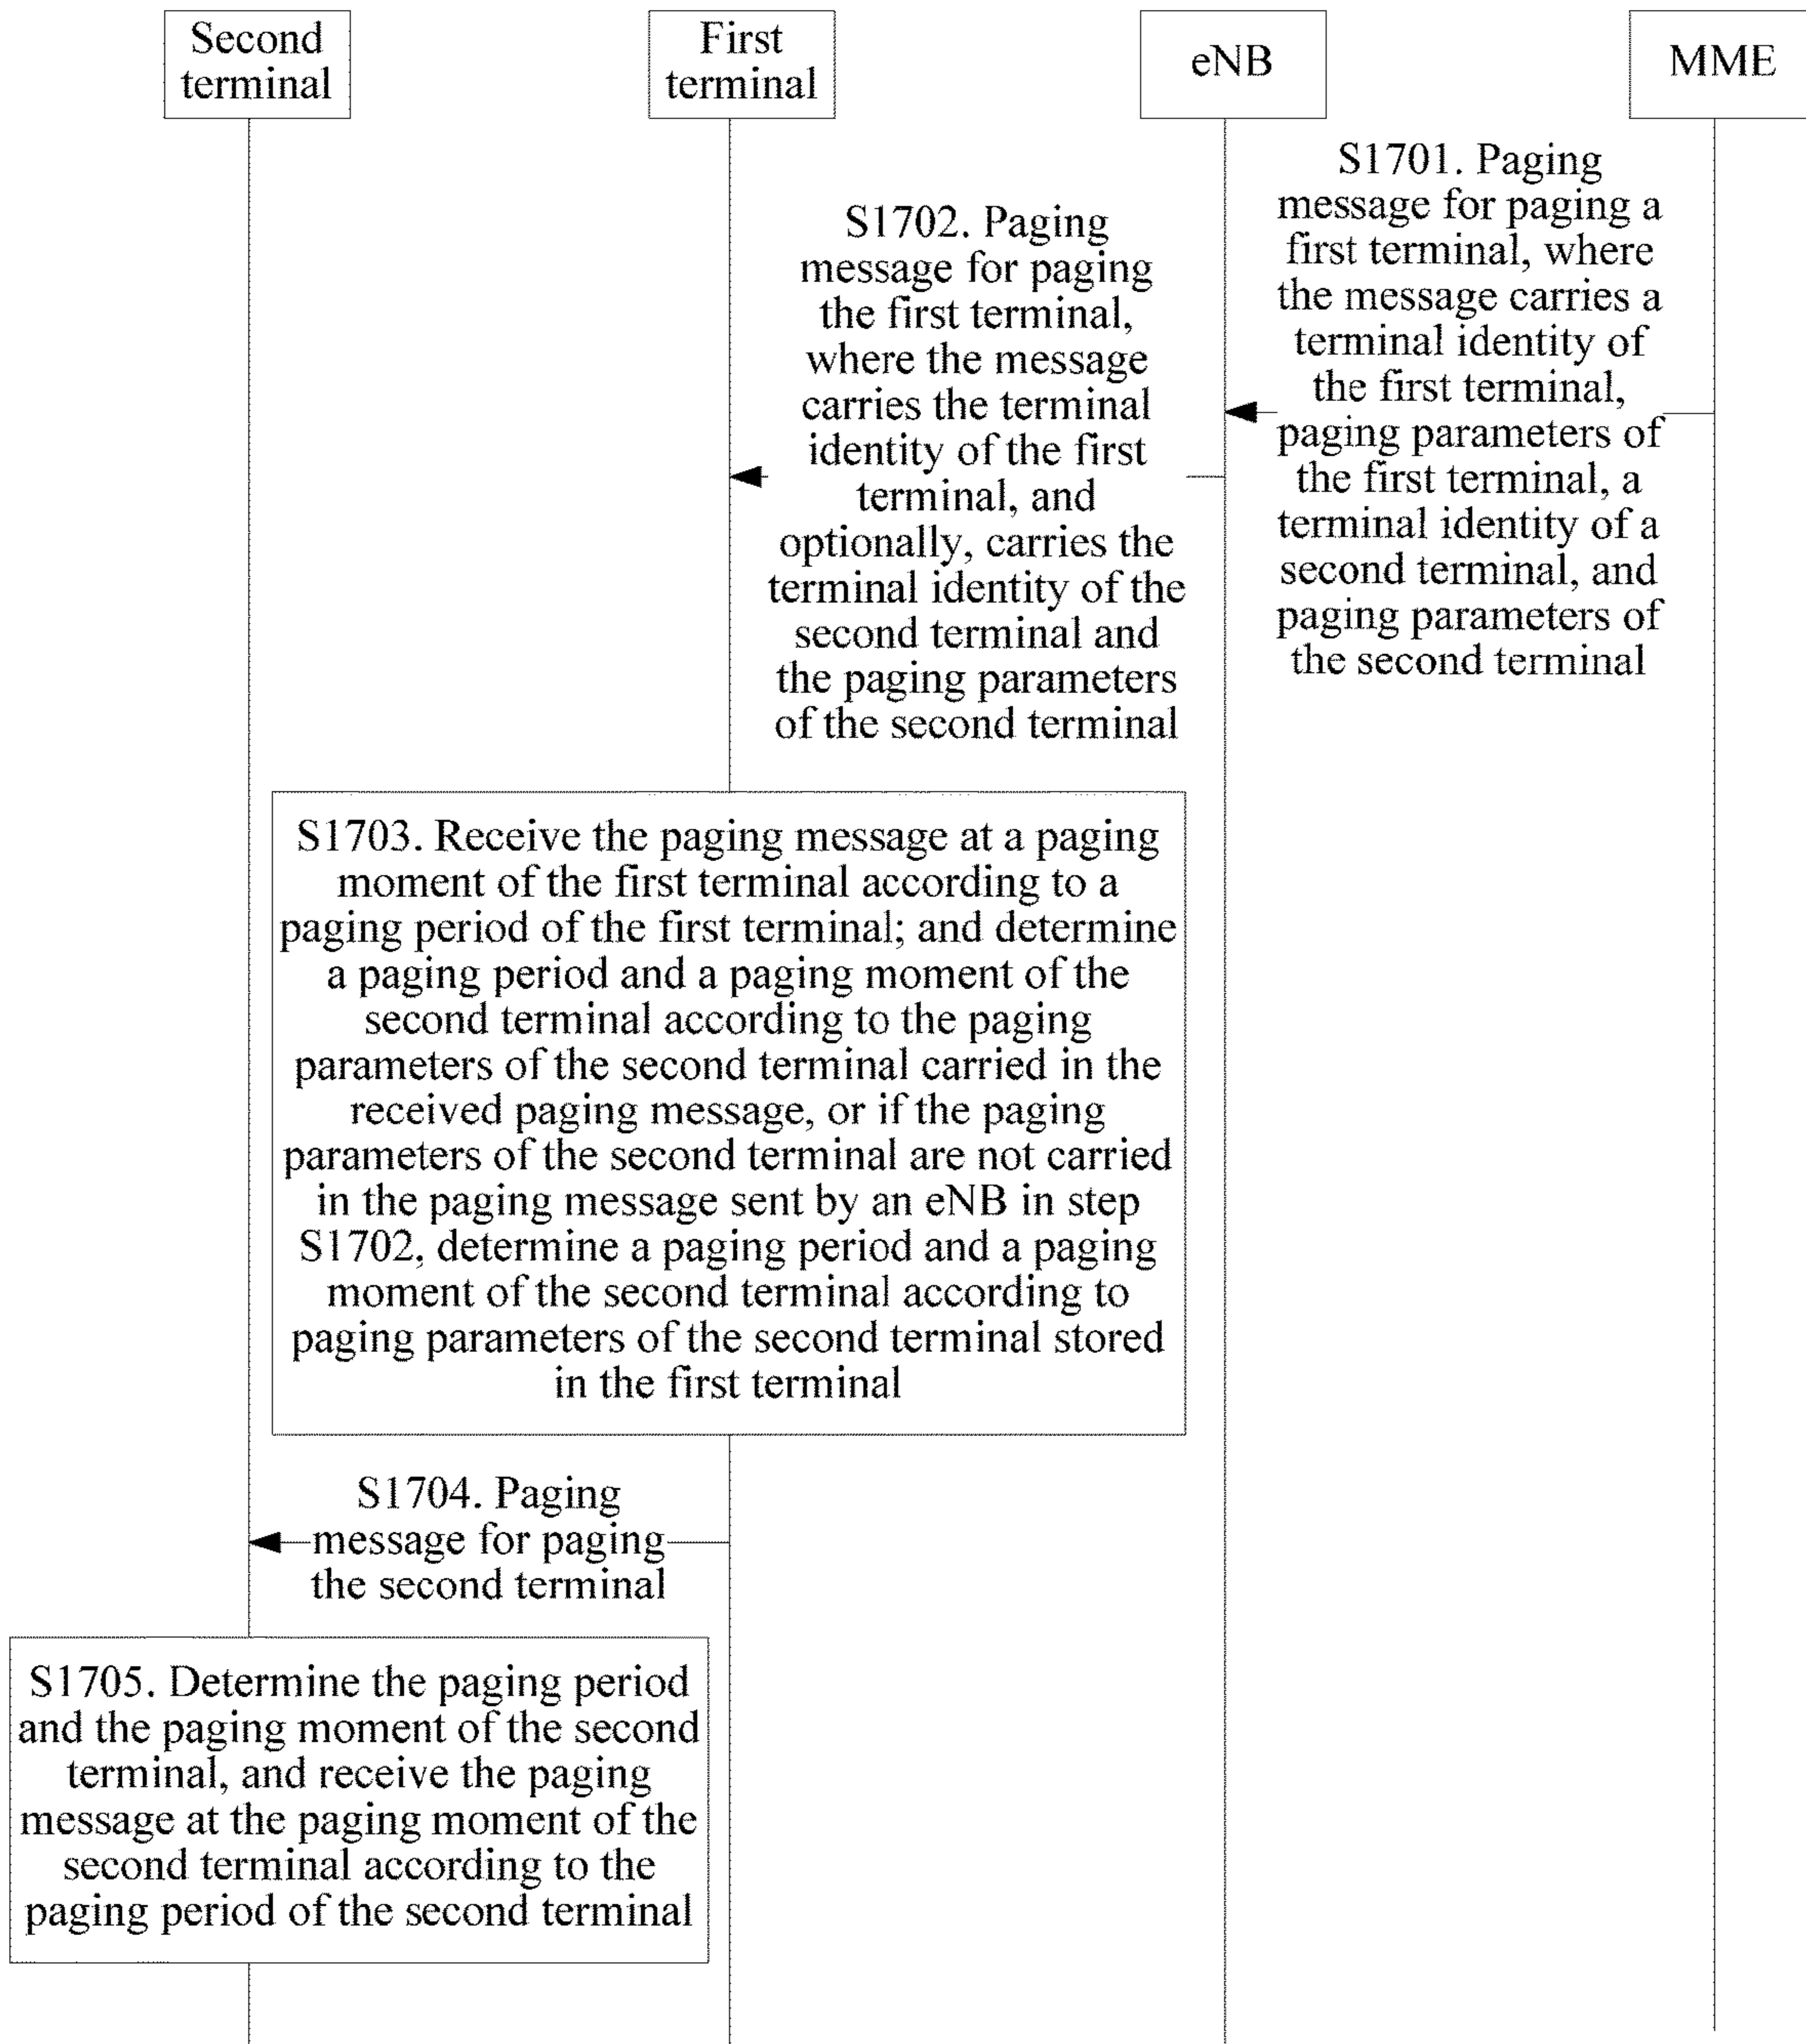 Second
terminal
First
terminal
eNB
MME
S1701. Paging
message for paging a
first terminal, where
the message carries a
terminal identity of
the first terminal,
paging parameters of
the first terminal, a
terminal identity of a
second terminal, and
paging parameters of
the second terminal
S1702. Paging
message for paging
the first terminal,
where the message
carries the terminal
identity of the first
terminal, and
optionally, carries the
terminal identity of the
second terminal and
the paging parameters
of the second terminal
S1703. Receive the paging message at a paging
moment of the first terminal according to a
paging period of the first terminal; and determine
a paging period and a paging moment of the
second terminal according to the paging
parameters of the second terminal carried in the
received paging message, or if the paging
parameters of the second terminal are not carried
in the paging message sent by an eNB in step
S1702, determine a paging period and a paging
moment of the second terminal according to
paging parameters of the second terminal stored
in the first terminal
S1704. Paging
message for paging
the second terminal
S1705. Determine the paging period
and the paging moment of the second
terminal, and receive the paging
message at the paging moment of the
second terminal according to the
paging period of the second terminal